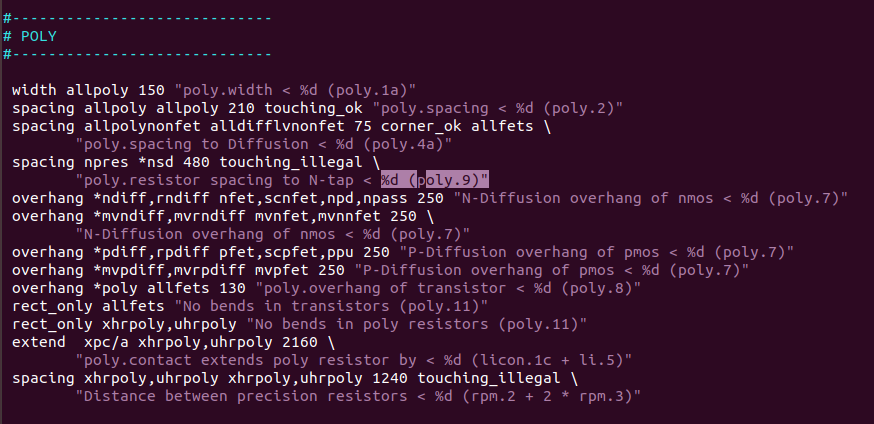 #-----------------------------
# POLY
#-----------------------------
width allpoly 150 "poly.width < %d (poly.1a)"
spacing allpoly allpoly 210 touching_ok "poly.spacing < %d (poly.2)"
spacing allpolynonfet alldifflvnonfet 75 corner_ok allfets \
"poly.spacing to Diffusion < %d (poly.4a)"
spacing npres *nsd 480 touching_illegal \
"poly.resistor spacing to N-tap < %d (poly.9)"
overhang *ndiff,rndiff nfet,scnfet,npd,npass 250 "N-Diffusion overhang of nmos < %d (poly.7)"
overhang *mvndiff,mvrndiff mvnfet,mvnnfet 250 \
"N-Diffusion overhang of nmos < %d (poly.7)"
overhang *pdiff,rpdiff pfet,scpfet,ppu 250 "P-Diffusion overhang of pmos < %d (poly.7)"
overhang *mvpdiff,mvrpdiff mvpfet 250 "P-Diffusion overhang of pmos < %d (poly.7)"
overhang *poly allfets 130 "poly.overhang of transistor < %d (poly.8)"
rect_only allfets "No bends in transistors (poly.11)"
rect_only xhrpoly,uhrpoly "No bends in poly resistors (poly.11)"
extend  xpc/a xhrpoly,uhrpoly 2160 \
"poly.contact extends poly resistor by < %d (licon.1c + li.5)"
spacing xhrpoly,uhrpoly xhrpoly,uhrpoly 1240 touching_illegal \
"Distance between precision resistors < %d (rpm.2 + 2 * rpm.3)"